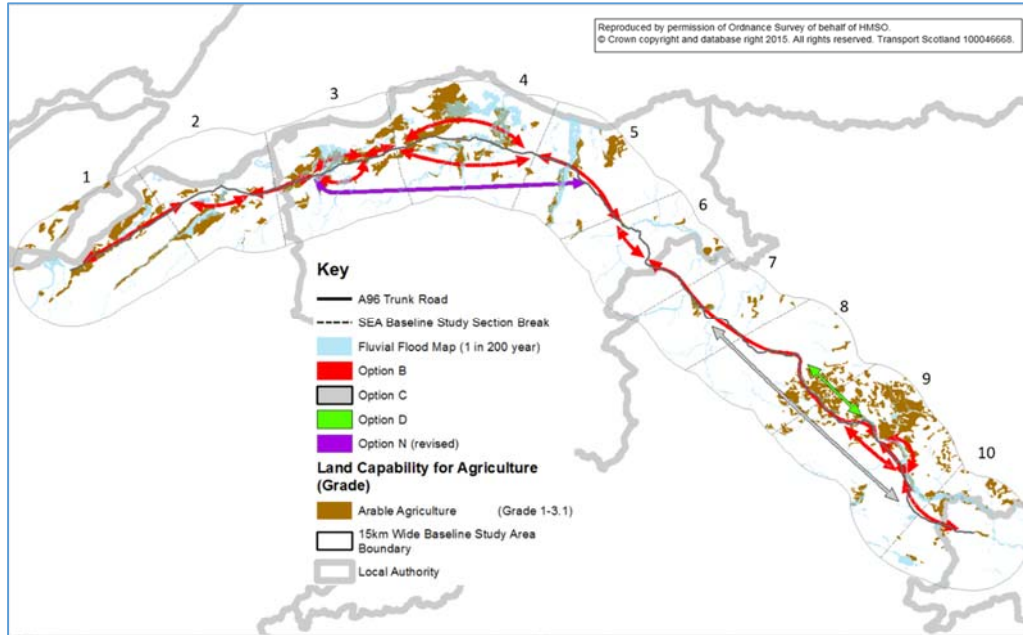 Reproduced by permission of Ordnance Survey of behalf of HMSO.
© Crown copyright and database right 2015. All rights reserved. Transport Scotland 100046668.
1
2
3
4
5
6
7
8
9
10
Key
A96 Trunk Road
SEA Baseline Study Section Break
Fluvial Flood Map (1 in 200 year)
Option B
Option C
Option D
Option N (revised)
Land Capability for Agriculture
(Grade)
Arable Agriculture (Grade 1-3.1)
15km Wide Baseline Study Area
Boundary
Local Authority